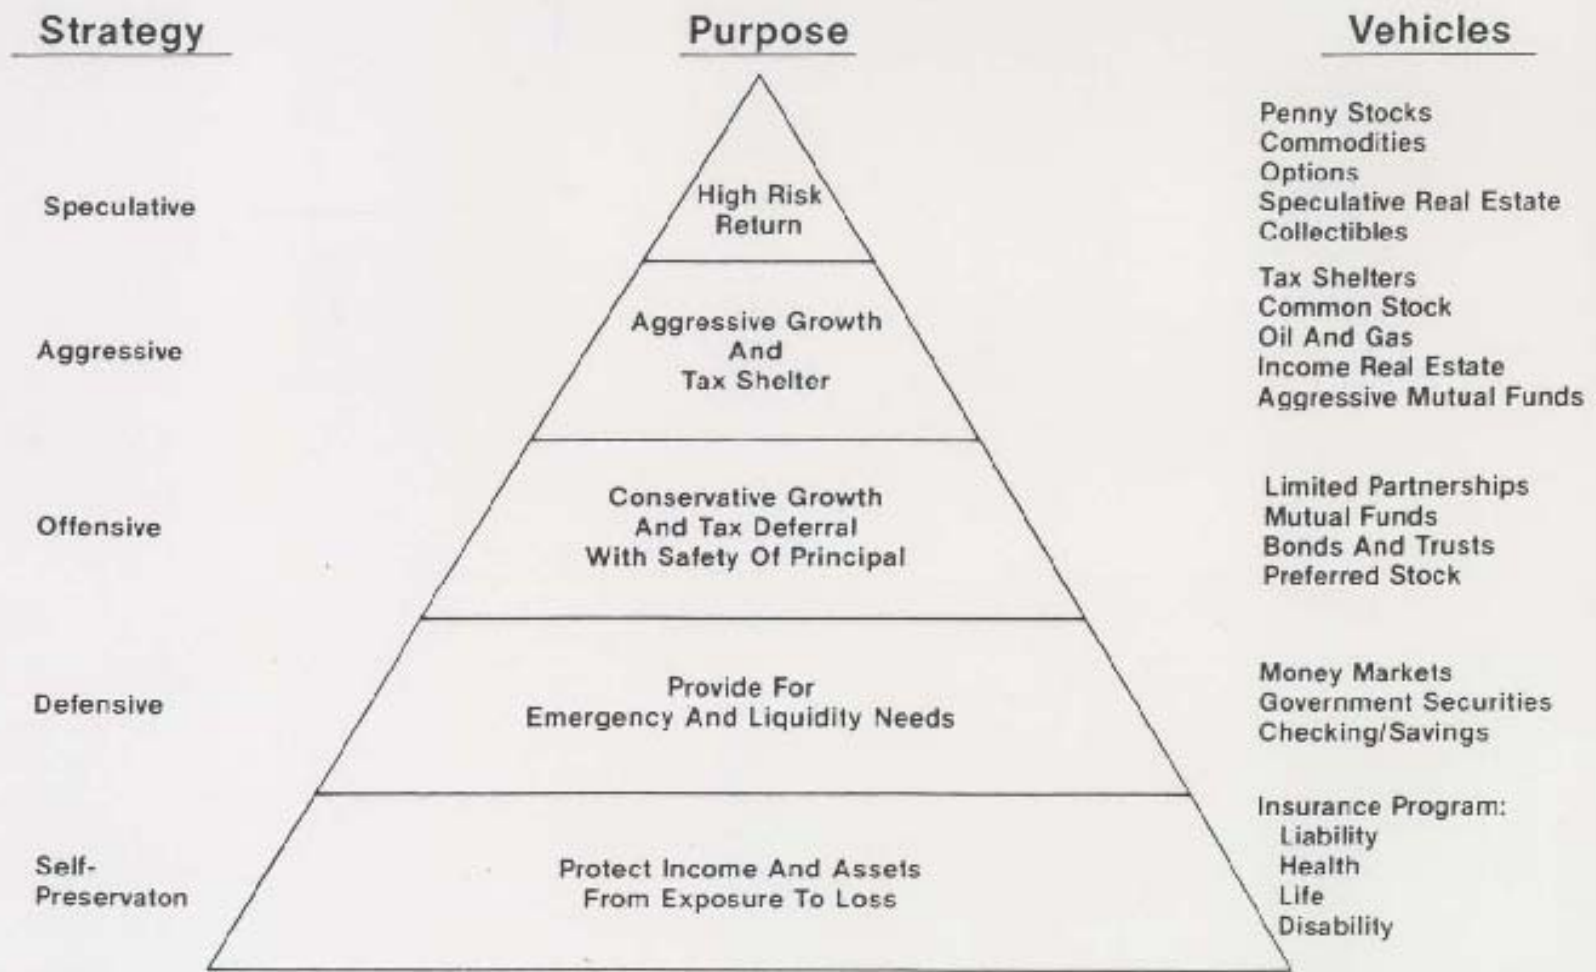 Strategy
Purpose
Vehicles
Speculative
High Risk
Return
Penny Stocks
Commodities
Options
Speculative Real Estate
Collectibles
Aggressive
Aggressive Growth
And
Tax Shelter
Tax Shelters
Common Stock
Oil And Gas
Income Real Estate
Aggressive Mutual Funds
Offensive
Conservative Growth
And Tax Deferral
With Safety Of Principal
Limited Partnerships
Mutual Funds
Bonds And Trusts
Preferred Stock
Defensive
Provide For
Emergency And Liquidity Needs
Money Markets
Government Securities
Checking/Savings
Self-
Preservaton
Protect Income And Assets
From Exposure To Loss
Insurance Program:
Liability
Health
Life
Disability